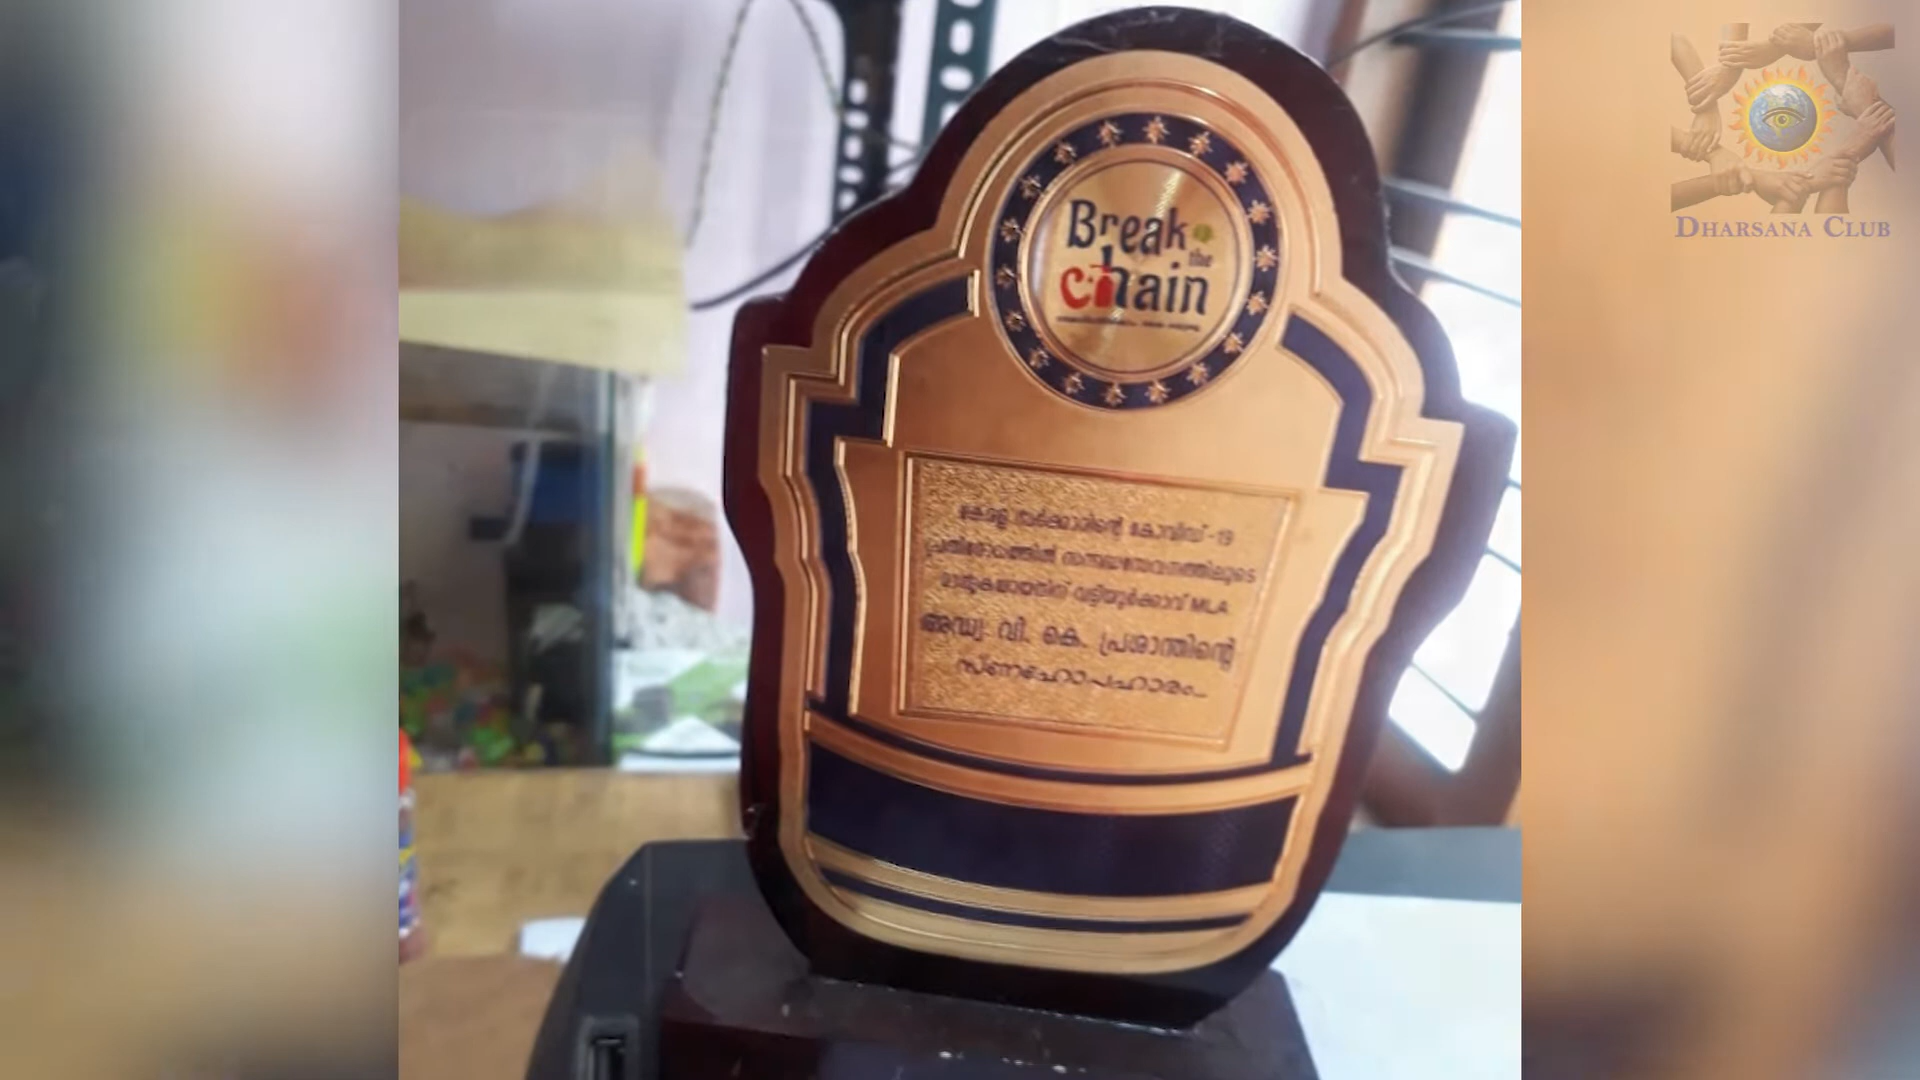 Break
the
chain
കേരള സർക്കാരിന്റെ കോവിഡ് -19
പ്രതിരോധത്തിൽ സന്നദ്ധസേവനത്തിലൂടെ
മാതൃകയായതിന് വട്ടിയൂർക്കാവ് MLA
അഡ്വ വി. കെ. പ്രശാന്തിന്റെ
സ്ണേഹോപഹാരം..
DHARSANA CLUB